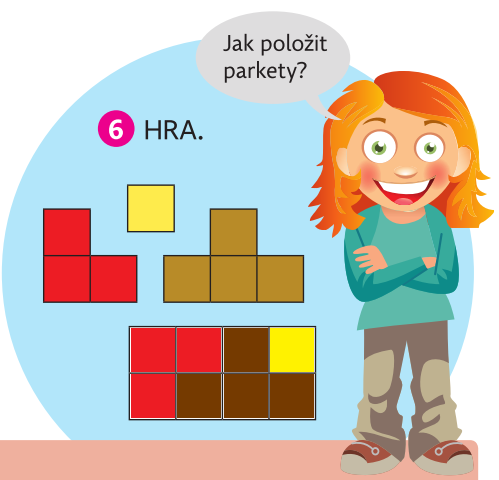 Jak položit
parkety?
6 HRA.